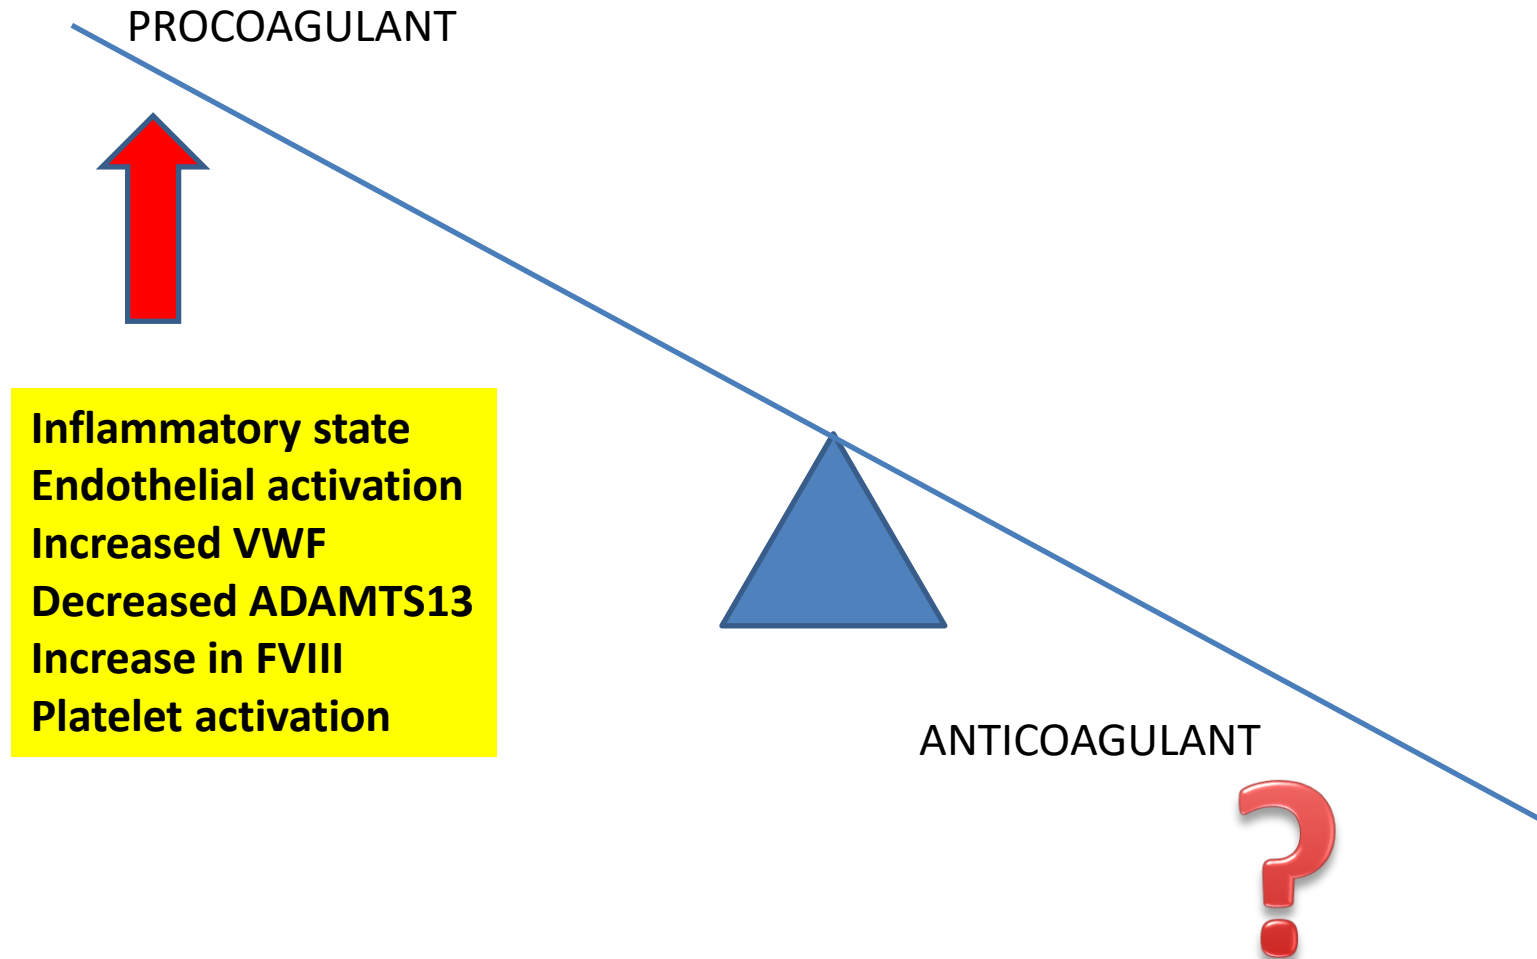 PROCOAGULANT
Inflammatory state
Endothelial activation
Increased VWF
Decreased ADAMTS13
Increase in FVIII
Platelet activation
ANTICOAGULANT
?